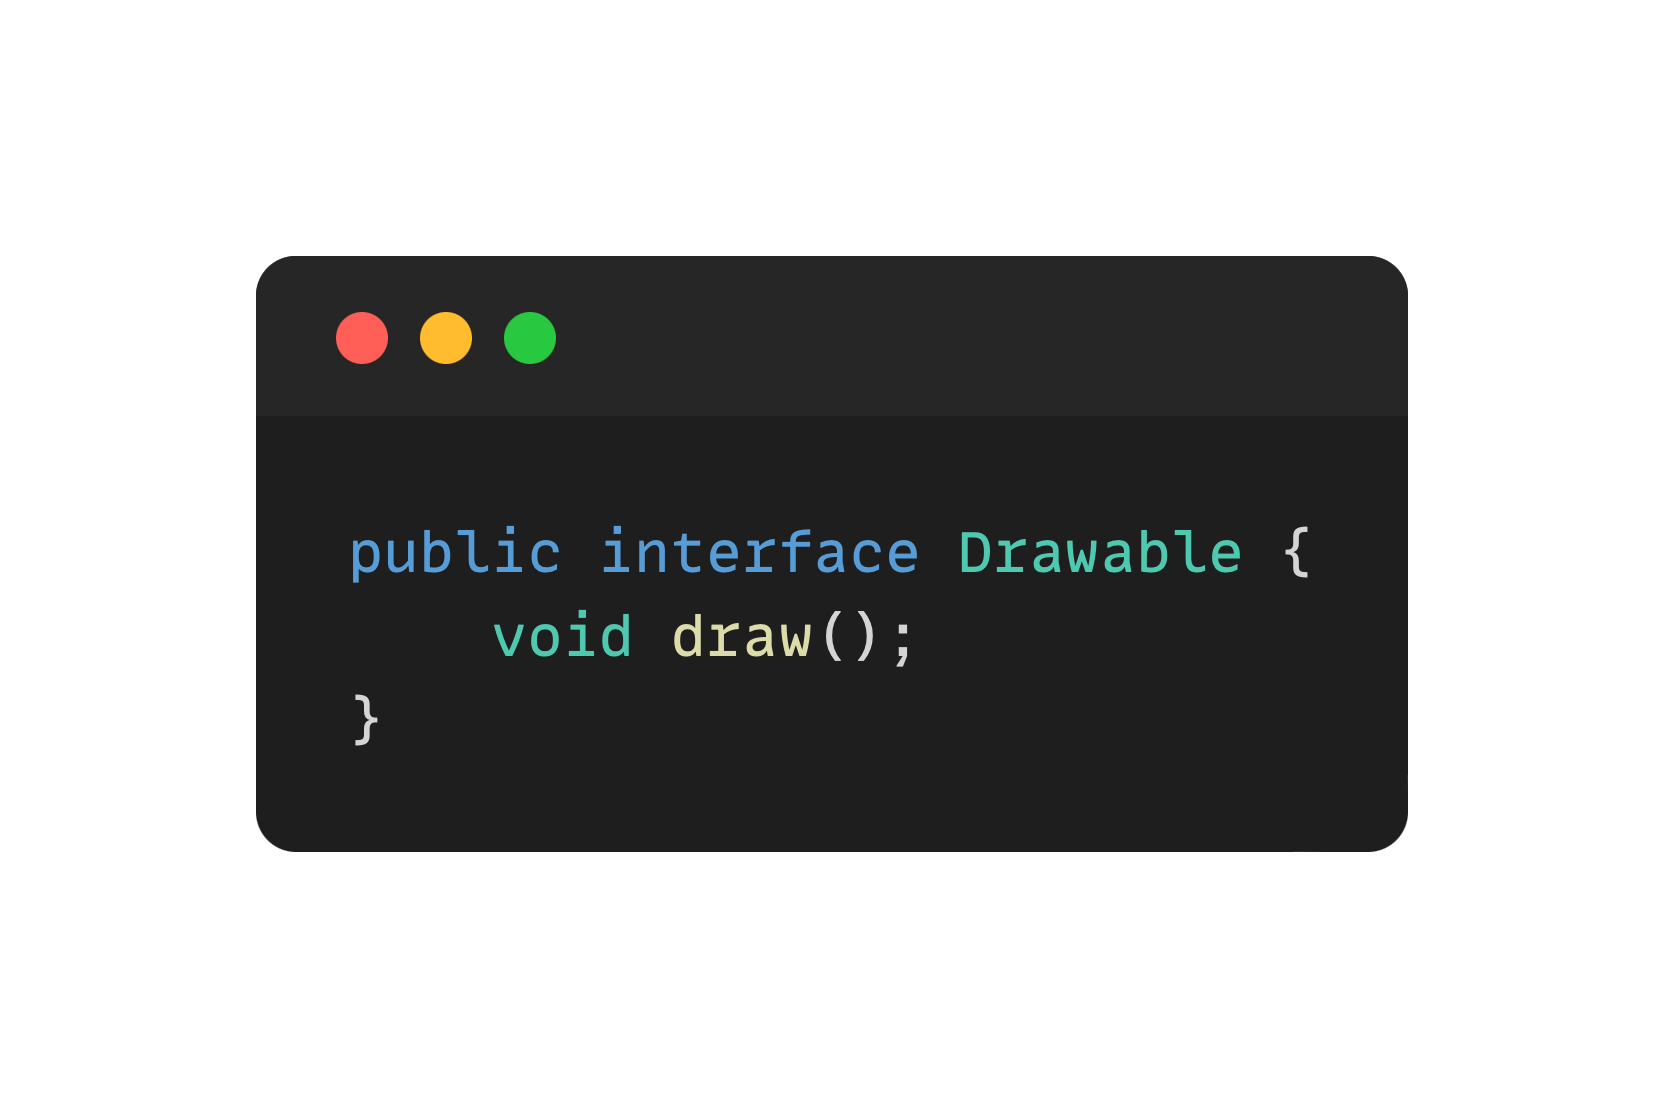 public interface Drawable {
    void draw();
}